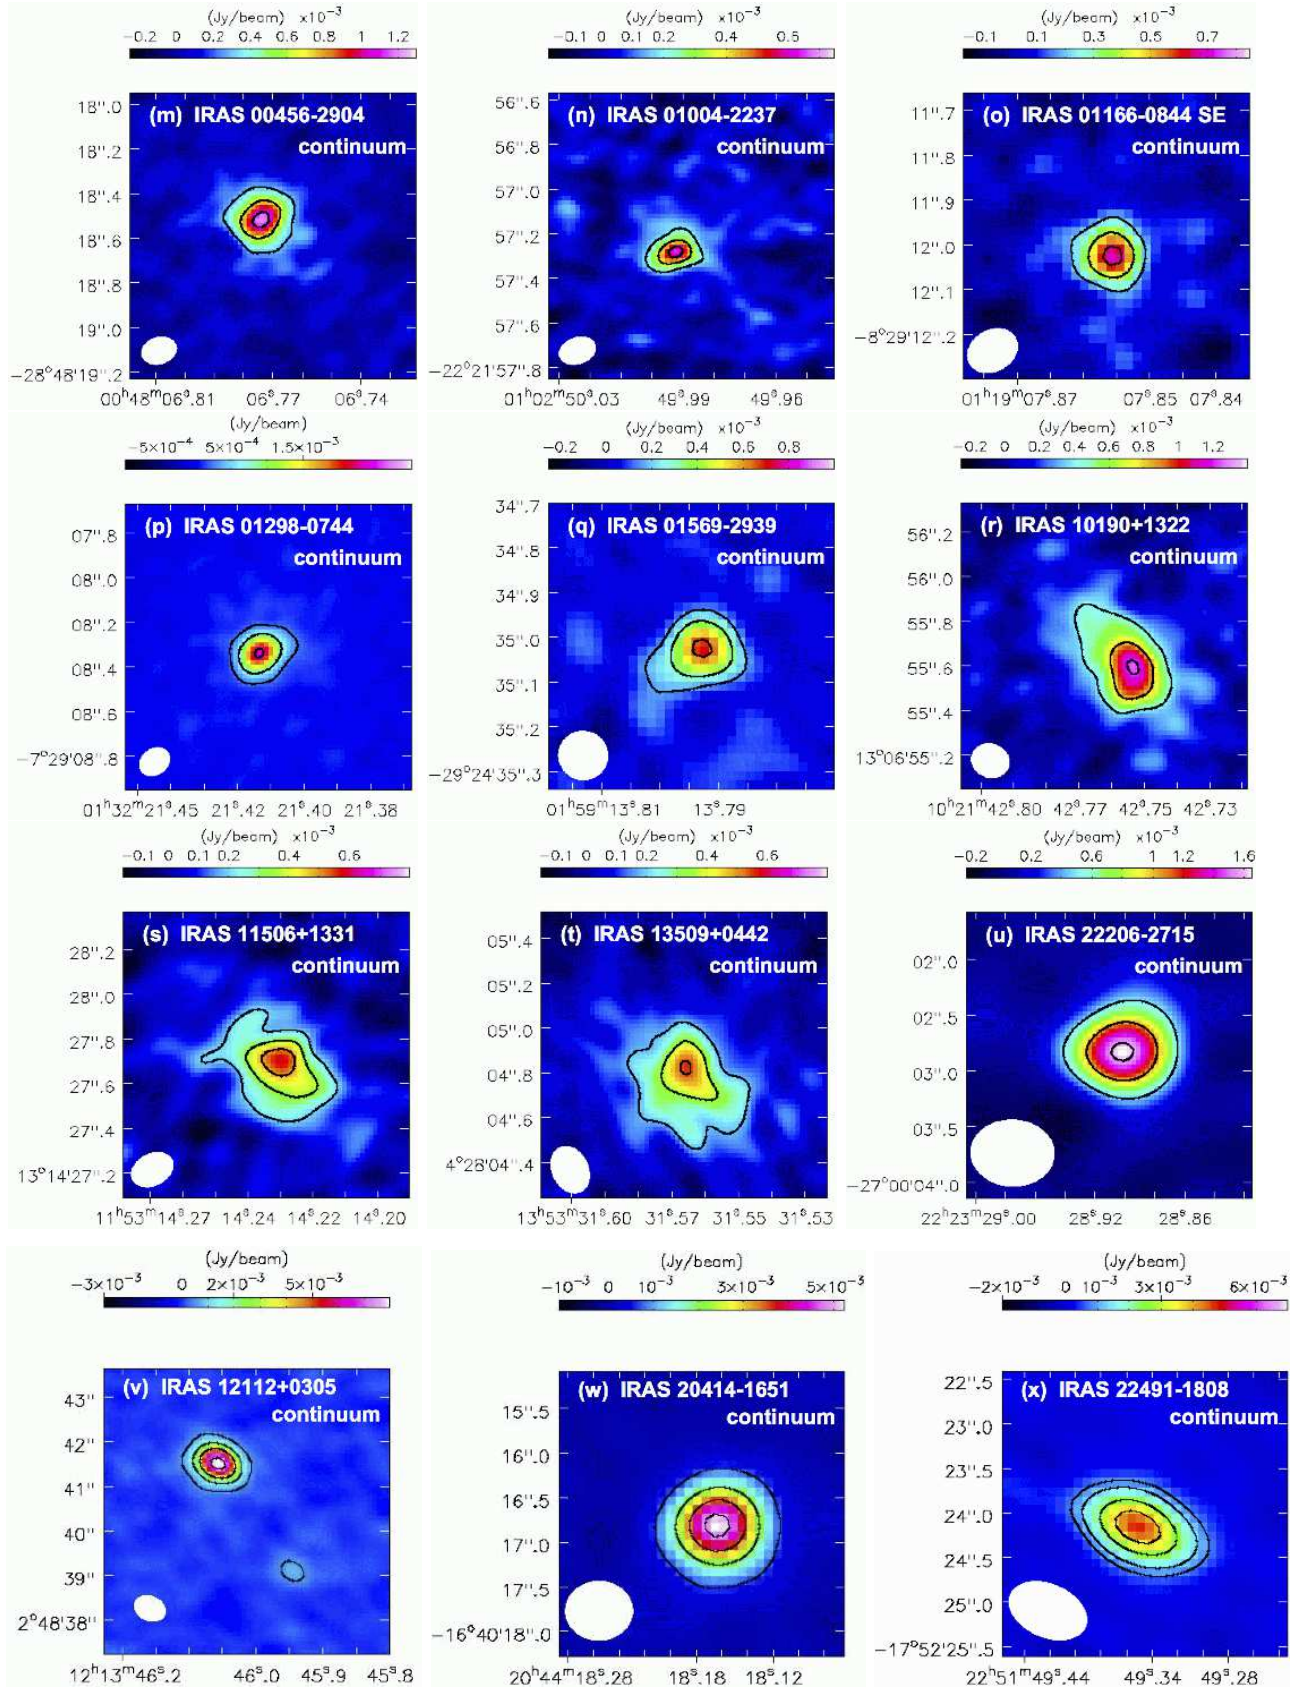 (Jy/beam) x10⁻³
−0.2 0 0.2 0.4 0.6 0.8 1 1.2
18".0
(m) IRAS 00456-2904
continuum
18".2
18".4
18".6
18".8
19".0
−28°48'19".2
00ʰ48ᵐ06ˢ.81 06ˢ.77 06ˢ.74
(Jy/beam) x10⁻³
−0.1 0 0.1 0.2 0.4 0.6
56".6
(n) IRAS 01004-2237
continuum
56".8
57".0
57".2
57".4
57".6
−22°21'57".8
01ʰ02ᵐ50ˢ.03 49ˢ.99 49ˢ.96
(Jy/beam) x10⁻³
−0.1 0.1 0.3 0.5 0.7
11".7
(o) IRAS 01166-0844 SE
continuum
11".8
11".9
12".0
12".1
−8°29'12".2
01ʰ19ᵐ07ˢ.87 07ˢ.85 07ˢ.84
(Jy/beam)
−5×10⁻⁴ 5×10⁻⁴ 1.5×10⁻³
07".8
(p) IRAS 01298-0744
continuum
08".0
08".2
08".4
08".6
−7°29'08".8
01ʰ32ᵐ21ˢ.45 21ˢ.42 21ˢ.40 21ˢ.38
(Jy/beam) x10⁻³
−0.2 0 0.2 0.4 0.6 0.8
34".7
(q) IRAS 01569-2939
continuum
34".8
34".9
35".0
35".1
35".2
−29°24'35".3
01ʰ59ᵐ13ˢ.81 13ˢ.79
(Jy/beam) x10⁻³
−0.2 0 0.2 0.4 0.6 0.8 1 1.2
56".2
(r) IRAS 10190+1322
continuum
56".0
55".8
55".6
55".4
13°06'55".2
10ʰ21ᵐ42ˢ.80 42ˢ.77 42ˢ.75 42ˢ.73
(Jy/beam) x10⁻³
−0.1 0 0.1 0.2 0.4 0.6
28".2
(s) IRAS 11506+1331
continuum
28".0
27".8
27".6
27".4
13°14'27".2
11ʰ53ᵐ14ˢ.27 14ˢ.24 14ˢ.22 14ˢ.20
(Jy/beam) x10⁻³
−0.1 0 0.1 0.2 0.4 0.6
05".4
(t) IRAS 13509+0442
continuum
05".2
05".0
04".8
04".6
4°28'04".4
13ʰ53ᵐ31ˢ.60 31ˢ.57 31ˢ.55 31ˢ.53
(Jy/beam) x10⁻³
−0.2 0.2 0.6 1 1.2 1.6
02".0
(u) IRAS 22206-2715
continuum
02".5
03".0
03".5
−27°00'04".0
22ʰ23ᵐ29ˢ.00 28ˢ.92 28ˢ.86
(Jy/beam)
−3×10⁻³ 0 2×10⁻³ 5×10⁻³
43"
(v) IRAS 12112+0305
continuum
42"
41"
40"
39"
2°48'38"
12ʰ13ᵐ46ˢ.2 46ˢ.0 45ˢ.9 45ˢ.8
(Jy/beam)
−10⁻³ 0 10⁻³ 3×10⁻³ 5×10⁻³
(w) IRAS 20414-1651
15".5
continuum
16".0
16".5
17".0
17".5
−16°40'18".0
20ʰ44ᵐ18ˢ.28 18ˢ.18 18ˢ.12
(Jy/beam)
−2×10⁻³ 0 10⁻³ 3×10⁻³ 6×10⁻³
22".5
(x) IRAS 22491-1808
continuum
23".0
23".5
24".0
24".5
25".0
−17°52'25".5
22ʰ51ᵐ49ˢ.44 49ˢ.34 49ˢ.28